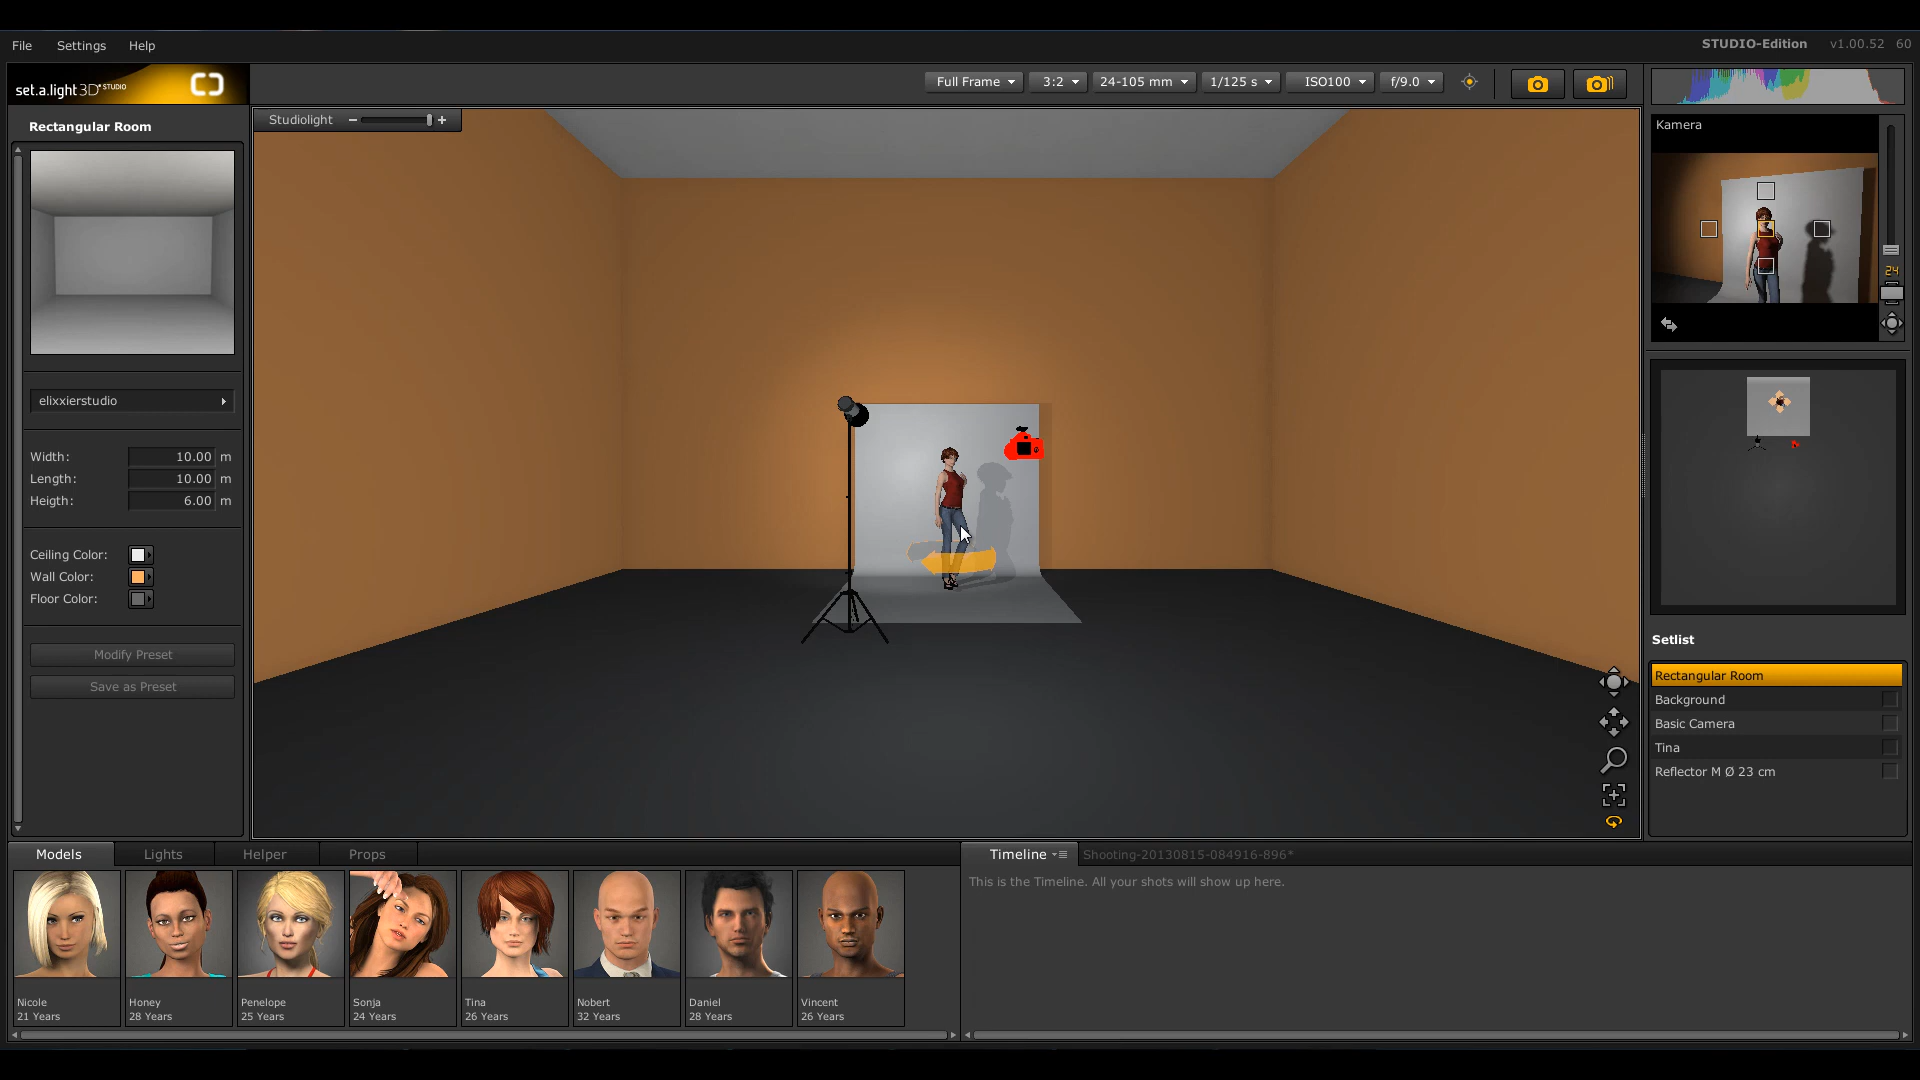 File Settings Help
STUDIO-Edition v1.00.52 60
set.a.light 3D STUDIO
Full Frame 3:2 24-105 mm 1/125 s ISO100 f/9.0
Rectangular Room
Studiolight
Kamera
24
elixxierstudio
Width: 10.00 m
Length: 10.00 m
Heigth: 6.00 m
Ceiling Color:
Wall Color:
Floor Color:
Modify Preset
Save as Preset
Setlist
Rectangular Room
Background
Basic Camera
Tina
Reflector M Ø 23 cm
Models Lights Helper Props
Timeline Shooting-20130815-084916-896*
This is the Timeline. All your shots will show up here.
Nicole
21 Years
Honey
28 Years
Penelope
25 Years
Sonja
24 Years
Tina
26 Years
Nobert
32 Years
Daniel
28 Years
Vincent
26 Years